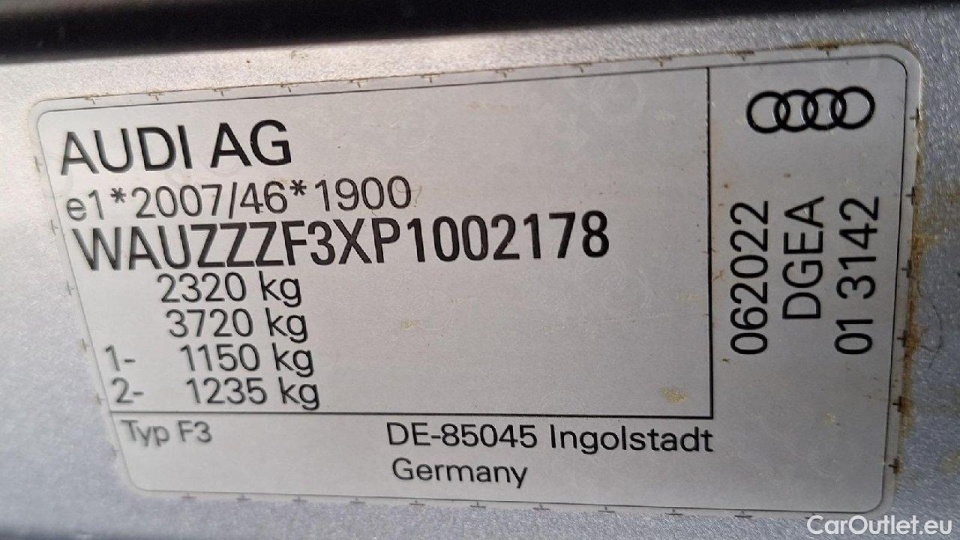 AUDI AG
e1*2007/46*1900
WAUZZZF3XP1002178
2320 kg
3720 kg
1- 1150 kg
2- 1235 kg
Typ F3
DE-85045 Ingolstadt
Germany
062022
DGEA
01 3142
CarOutlet.eu